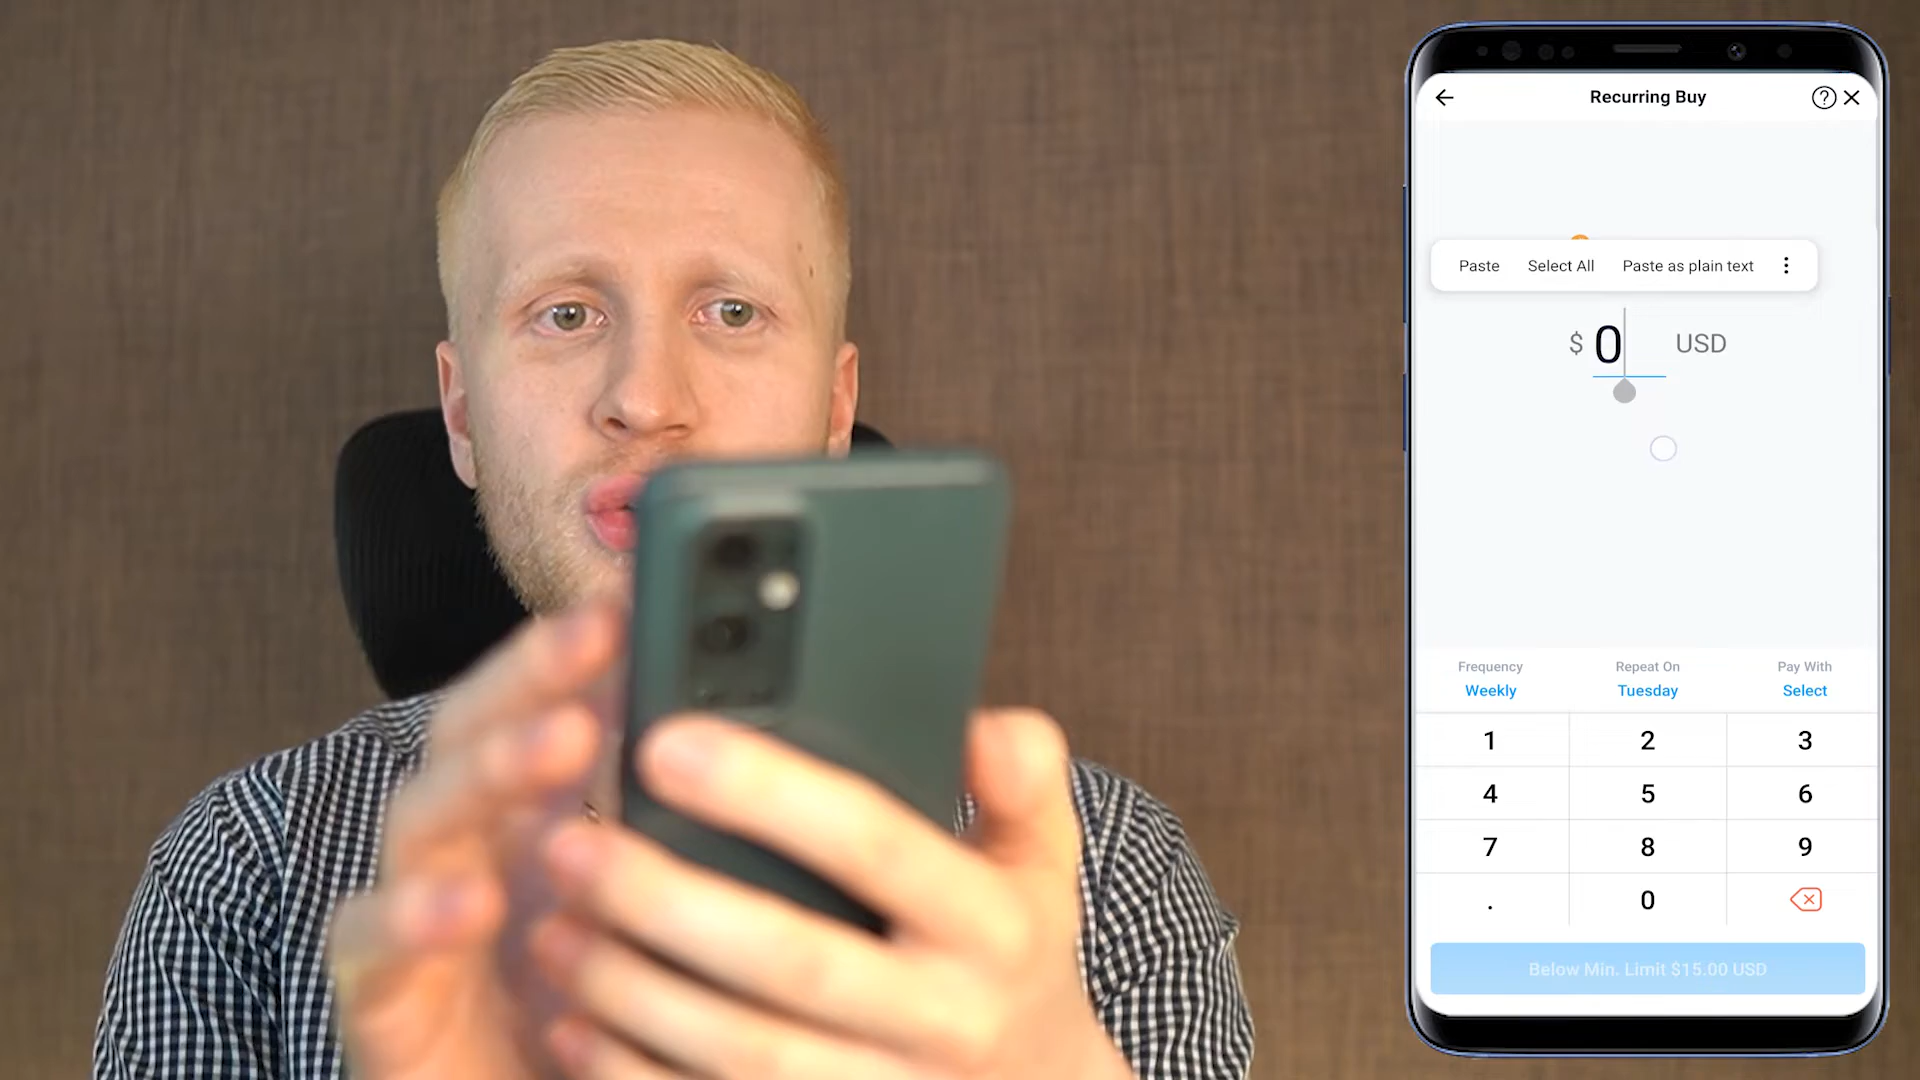 Recurring Buy
Paste Select All Paste as plain text
$ 0 USD
Frequency Repeat On Pay With
Weekly Tuesday Select
1 2 3
4 5 6
7 8 9
. 0
Below Min. Limit $15.00 USD